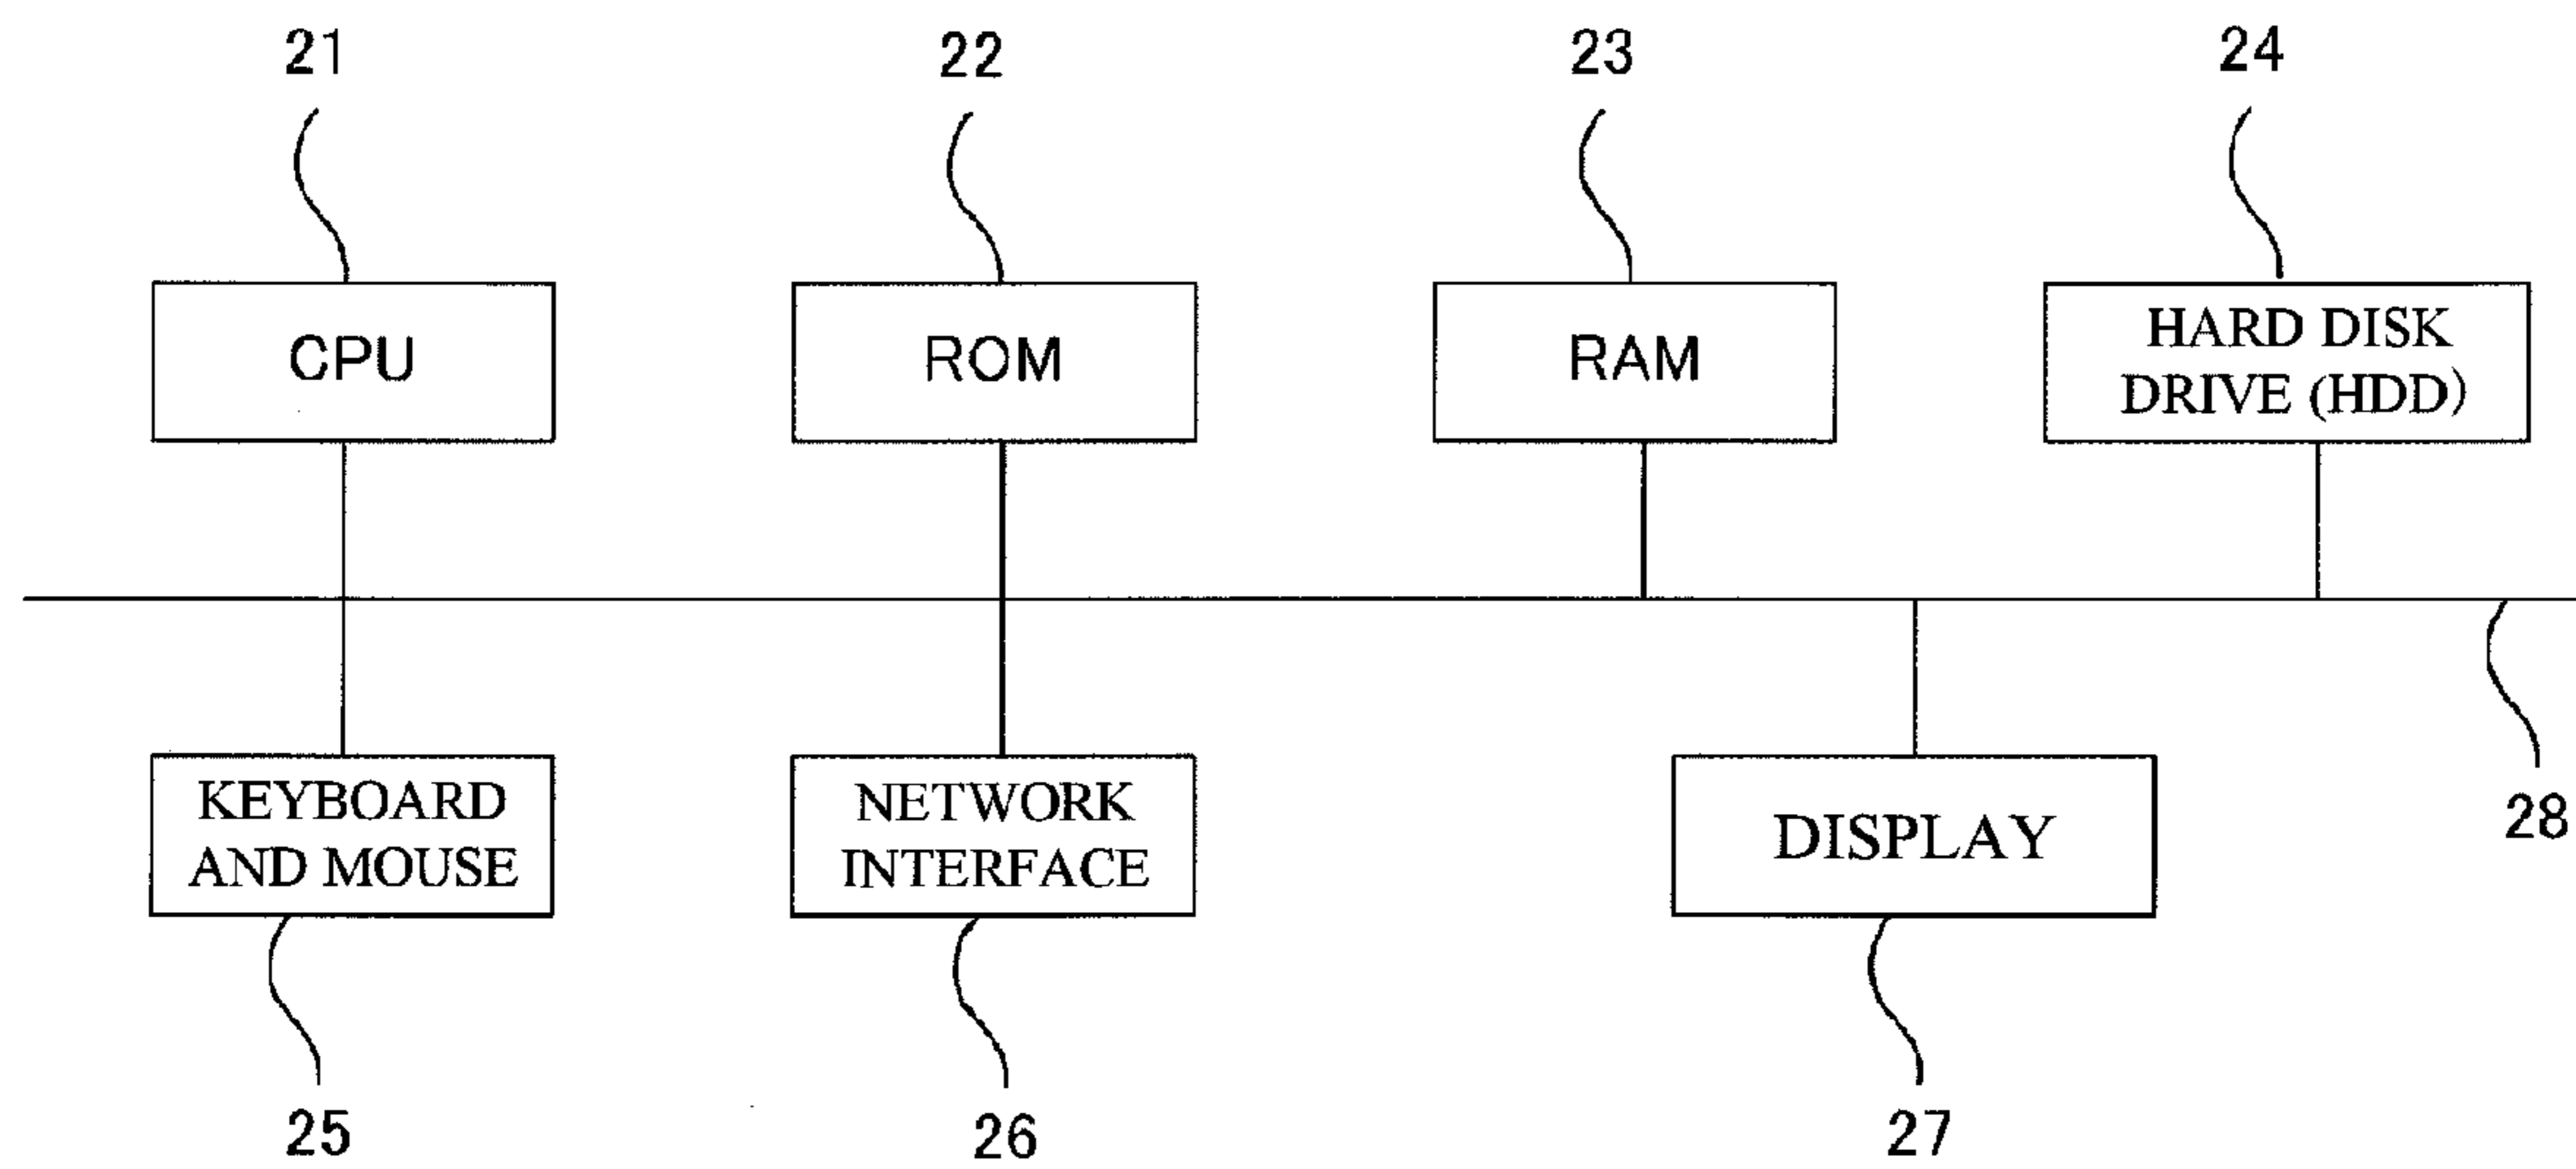 21
22
23
24
CPU
ROM
RAM
HARD DISK
DRIVE (HDD)
KEYBOARD
AND MOUSE
NETWORK
INTERFACE
DISPLAY
28
25
26
27